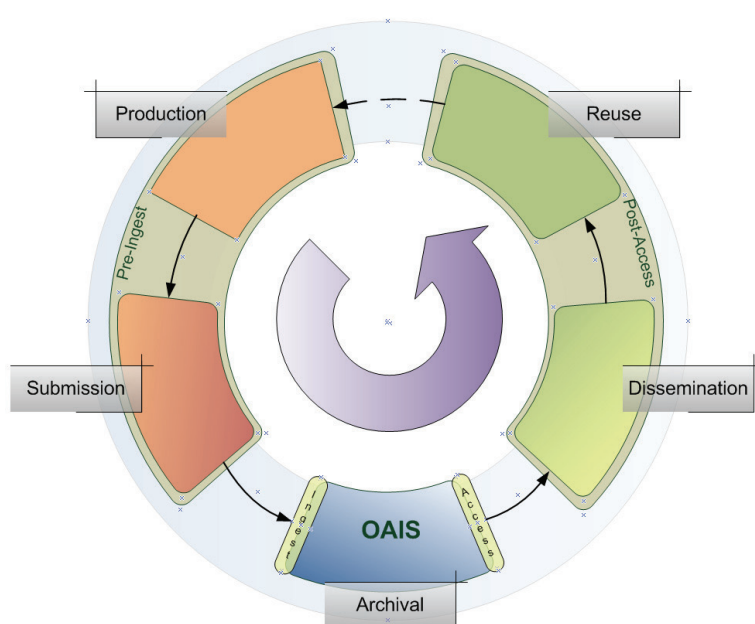 Production
Reuse
Pre-Ingest
Post-Access
Submission
Dissemination
Ingest
OAIS
Access
Archival